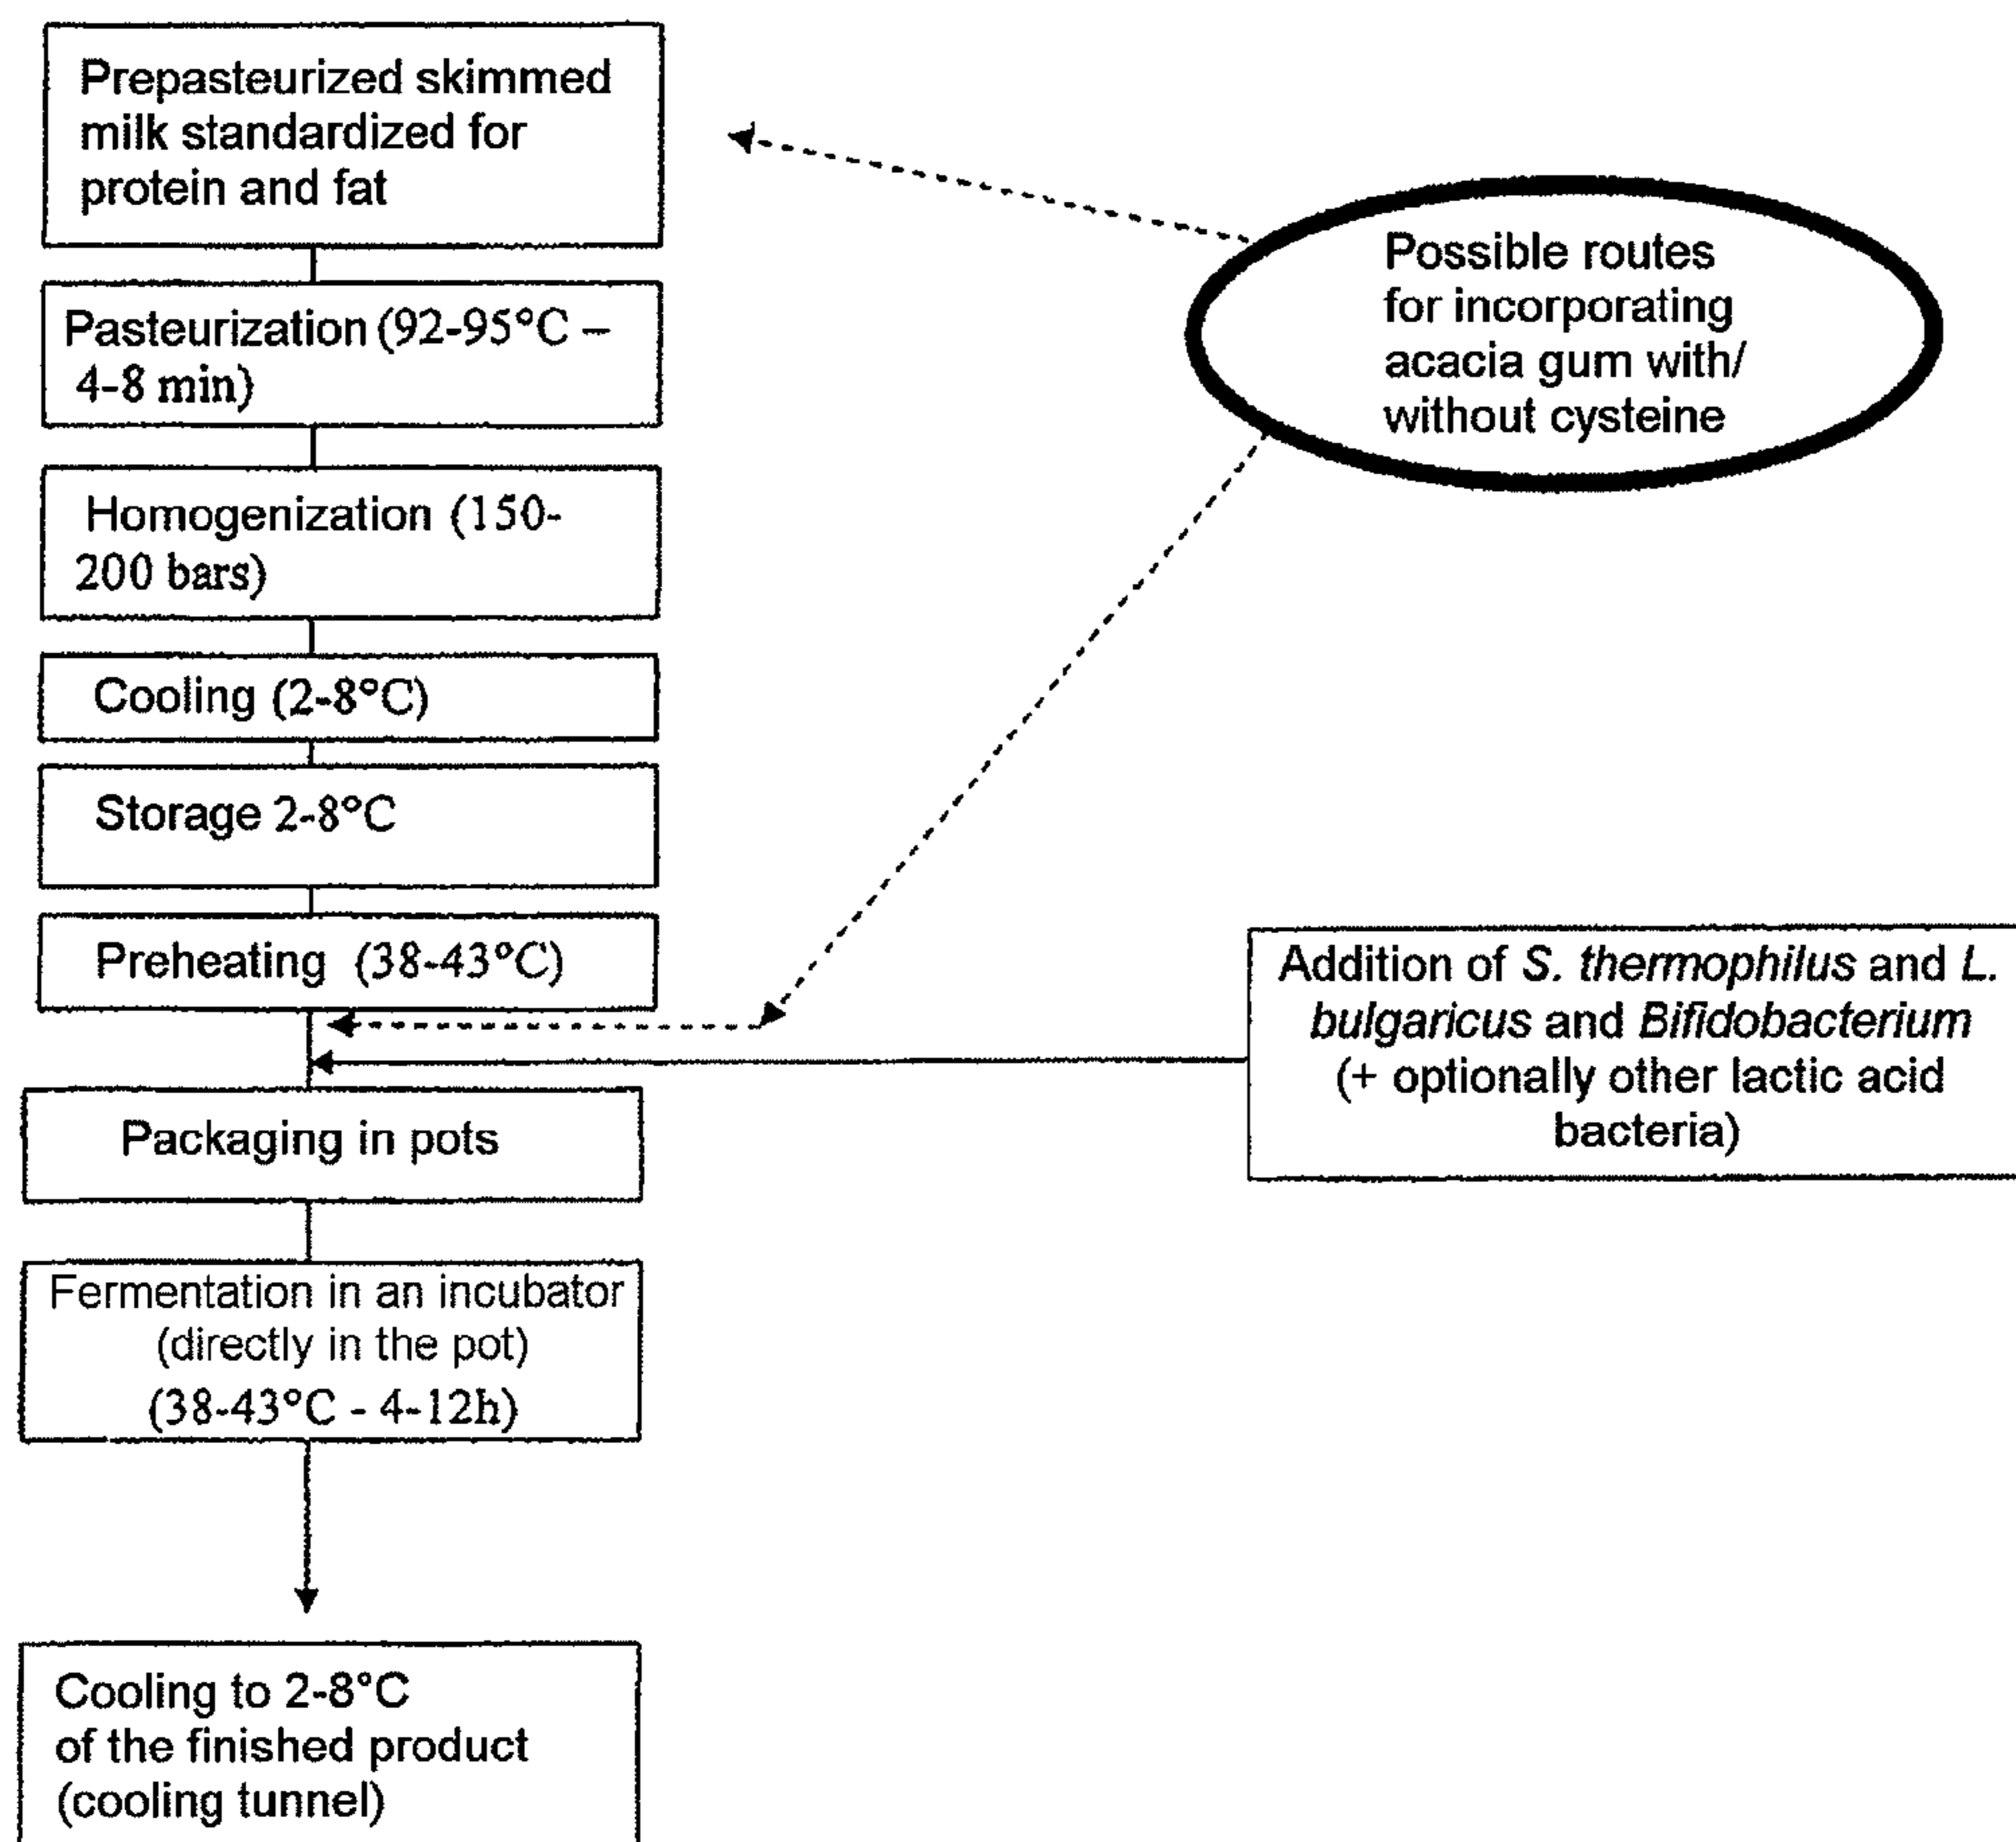 Prepasteurized skimmed
milk standardized for
protein and fat
Possible routes
for incorporating
acacia gum with/
without cysteine
Pasteurization (92-95°C –
4-8 min)
Homogenization (150-
200 bars)
Cooling (2-8°C)
Storage 2-8°C
Preheating (38-43°C)
Addition of S. thermophilus and L.
bulgaricus and Bifidobacterium
(+ optionally other lactic acid
bacteria)
Packaging in pots
Fermentation in an incubator
(directly in the pot)
(38-43°C - 4-12h)
Cooling to 2-8°C
of the finished product
(cooling tunnel)